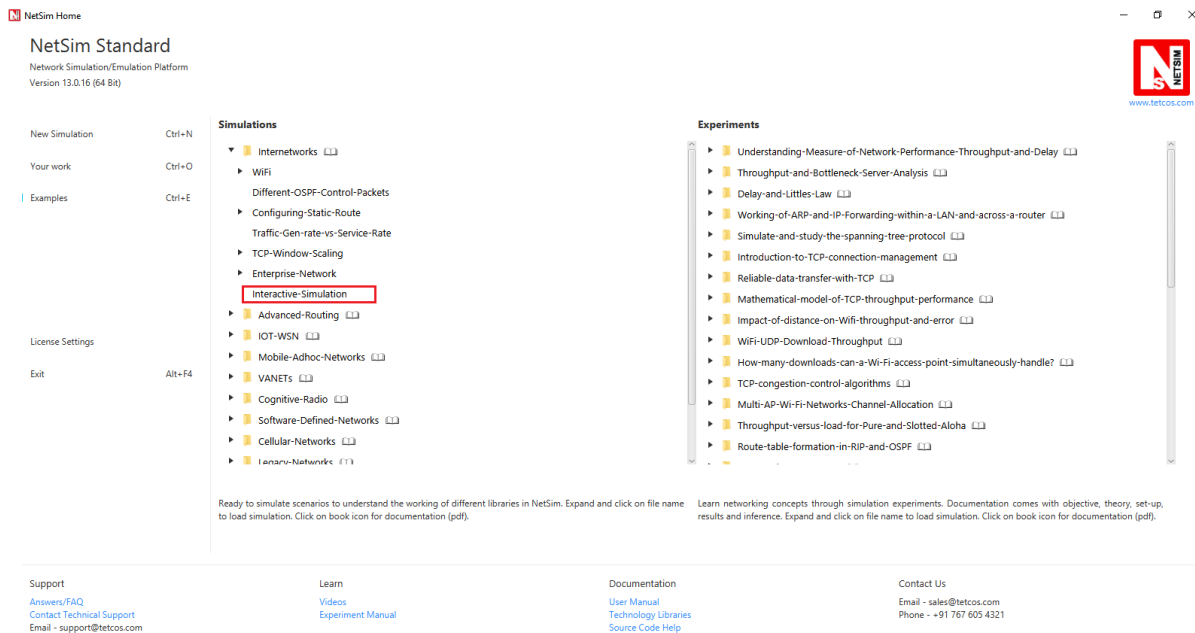 NetSim Home
NetSim Standard
Network Simulation/Emulation Platform
Version 13.0.16 (64 Bit)
NETSIM
www.tetcos.com
New Simulation Ctrl+N
Your work Ctrl+O
Examples Ctrl+E
License Settings
Exit Alt+F4
Simulations
Internetworks
WiFi
Different-OSPF-Control-Packets
Configuring-Static-Route
Traffic-Gen-rate-vs-Service-Rate
TCP-Window-Scaling
Enterprise-Network
Interactive-Simulation
Advanced-Routing
IOT-WSN
Mobile-Adhoc-Networks
VANETs
Cognitive-Radio
Software-Defined-Networks
Cellular-Networks
Legacy-Networks
Ready to simulate scenarios to understand the working of different libraries in NetSim. Expand and click on file name
to load simulation. Click on book icon for documentation (pdf).
Experiments
Understanding-Measure-of-Network-Performance-Throughput-and-Delay
Throughput-and-Bottleneck-Server-Analysis
Delay-and-Littles-Law
Working-of-ARP-and-IP-Forwarding-within-a-LAN-and-across-a-router
Simulate-and-study-the-spanning-tree-protocol
Introduction-to-TCP-connection-management
Reliable-data-transfer-with-TCP
Mathematical-model-of-TCP-throughput-performance
Impact-of-distance-on-Wifi-throughput-and-error
WiFi-UDP-Download-Throughput
How-many-downloads-can-a-Wi-Fi-access-point-simultaneously-handle?
TCP-congestion-control-algorithms
Multi-AP-Wi-Fi-Networks-Channel-Allocation
Throughput-versus-load-for-Pure-and-Slotted-Aloha
Route-table-formation-in-RIP-and-OSPF
Learn networking concepts through simulation experiments. Documentation comes with objective, theory, set-up,
results and inference. Expand and click on file name to load simulation. Click on book icon for documentation (pdf).
Support
Answers/FAQ
Contact Technical Support
Email - support@tetcos.com
Learn
Videos
Experiment Manual
Documentation
User Manual
Technology Libraries
Source Code Help
Contact Us
Email - sales@tetcos.com
Phone - +91 767 605 4321